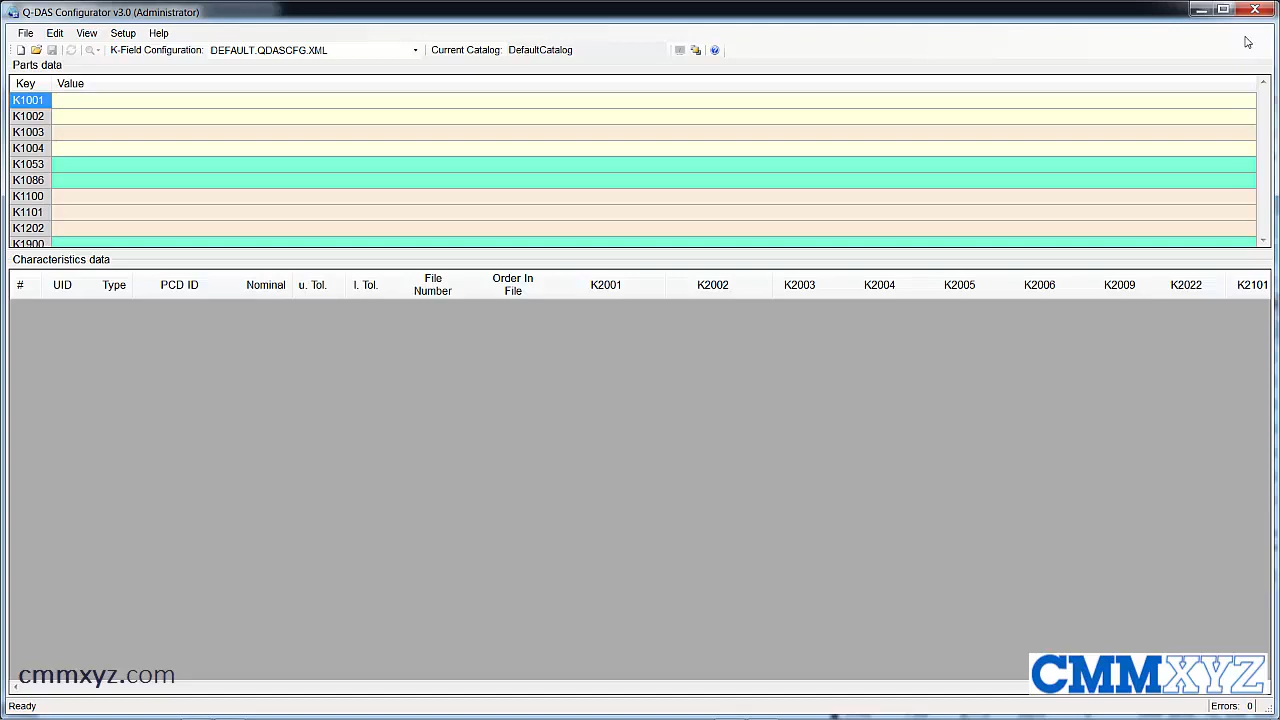 Q-DAS Configurator v3.0 (Administrator)
File Edit View Setup Help
K-Field Configuration: DEFAULT.QDASCFG.XML Current Catalog: DefaultCatalog
Parts data
Key Value
K1001
K1002
K1003
K1004
K1053
K1086
K1100
K1101
K1202
K1900
Characteristics data
# UID Type PCD ID Nominal u. Tol. l. Tol. File Number Order In File K2001 K2002 K2003 K2004 K2005 K2006 K2009 K2022 K2101
cmmxyz.com
CMMXYZ
Ready Errors: 0